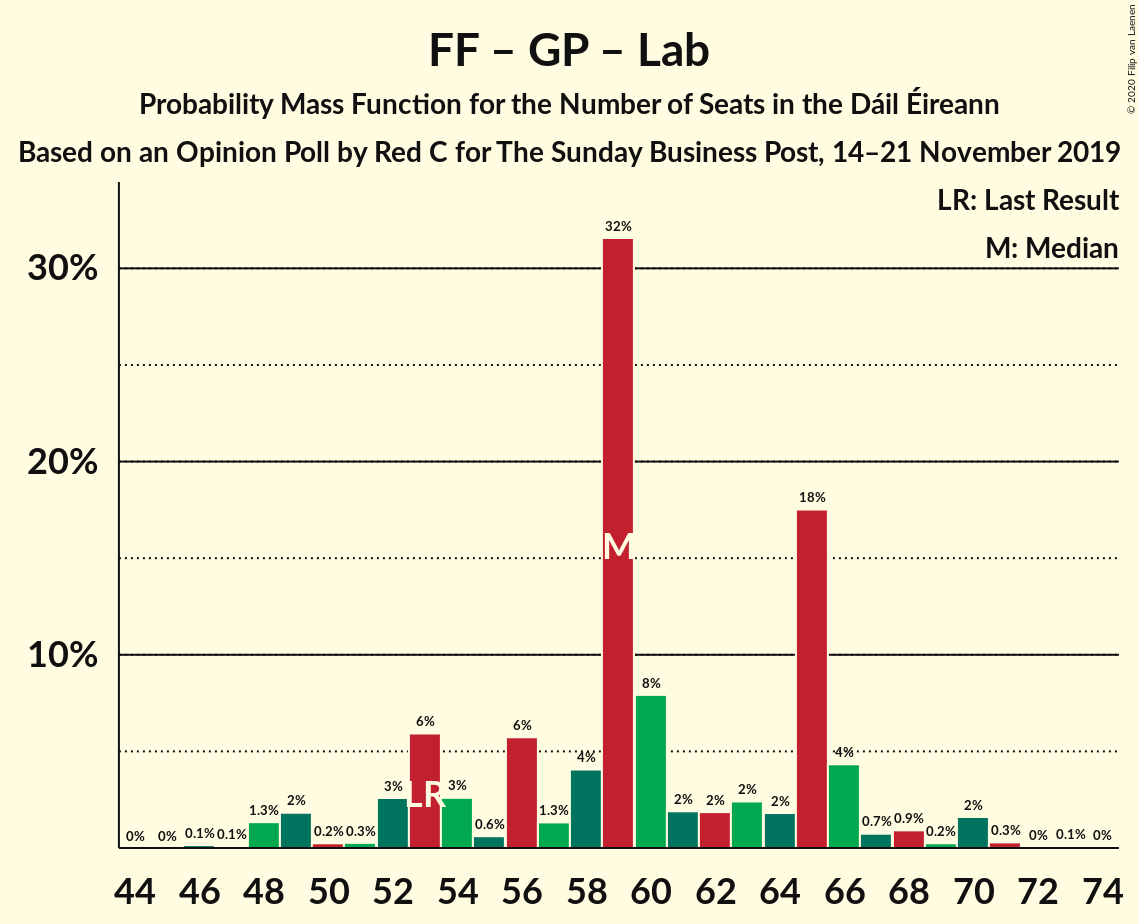 FF – GP – Lab
Probability Mass Function for the Number of Seats in the Dáil Éireann
Based on an Opinion Poll by Red C for The Sunday Business Post, 14–21 November 2019
© 2020 Filip van Laenen
LR: Last Result
M: Median
30%
20%
10%
0% 0% 0.1% 0.1% 1.3% 2% 0.2% 0.3% 3% 6% 3% 0.6% 6% 1.3% 4% 32% 8% 2% 2% 2% 2% 18% 4% 0.7% 0.9% 0.2% 2% 0.3% 0% 0.1% 0%
M
LR
44 46 48 50 52 54 56 58 60 62 64 66 68 70 72 74